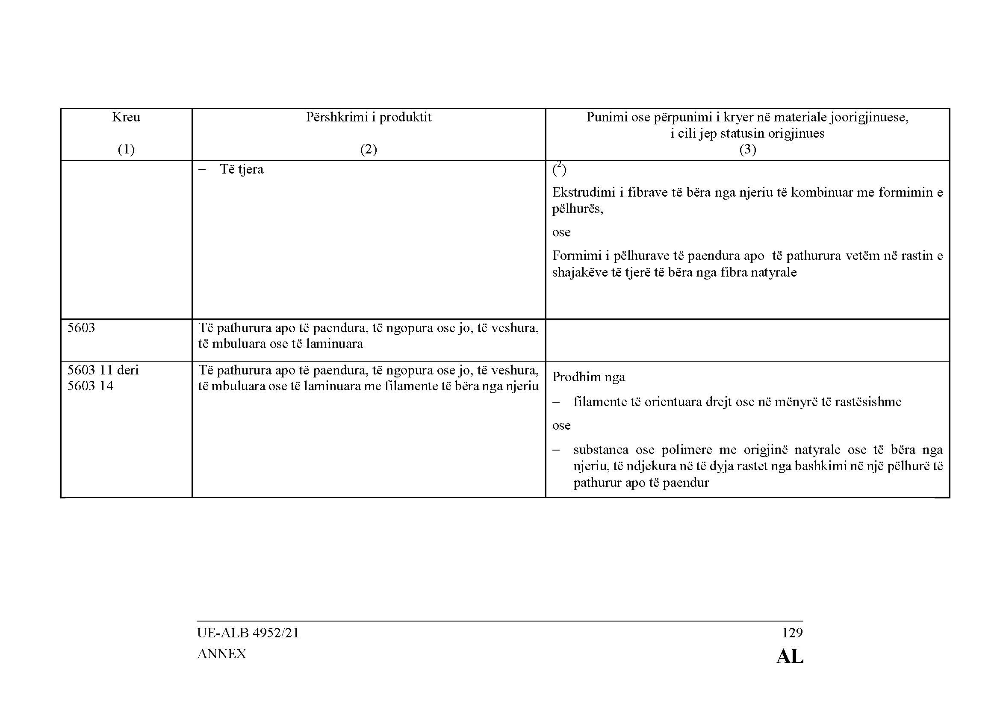 Kreu
(1)
Përshkrimi i produktit
(2)
Punimi ose përpunimi i kryer në materiale joorigjinuese,
i cili jep statusin origjinues
(3)
– Të tjera
(²)
Ekstrudimi i fibrave të bëra nga njeriu të kombinuar me formimin e
pëlhurës,
ose
Formimi i pëlhurave të paendura apo  të pathurura vetëm në rastin e
shajakëve të tjerë të bëra nga fibra natyrale
5603
Të pathurura apo të paendura, të ngopura ose jo, të veshura,
të mbuluara ose të laminuara
5603 11 deri
5603 14
Të pathurura apo të paendura, të ngopura ose jo, të veshura,
të mbuluara ose të laminuara me filamente të bëra nga njeriu
Prodhim nga
– filamente të orientuara drejt ose në mënyrë të rastësishme
ose
– substanca ose polimere me origjinë natyrale ose të bëra nga
njeriu, të ndjekura në të dyja rastet nga bashkimi në një pëlhurë të
pathurur apo të paendur
UE-ALB 4952/21
129
ANNEX
AL